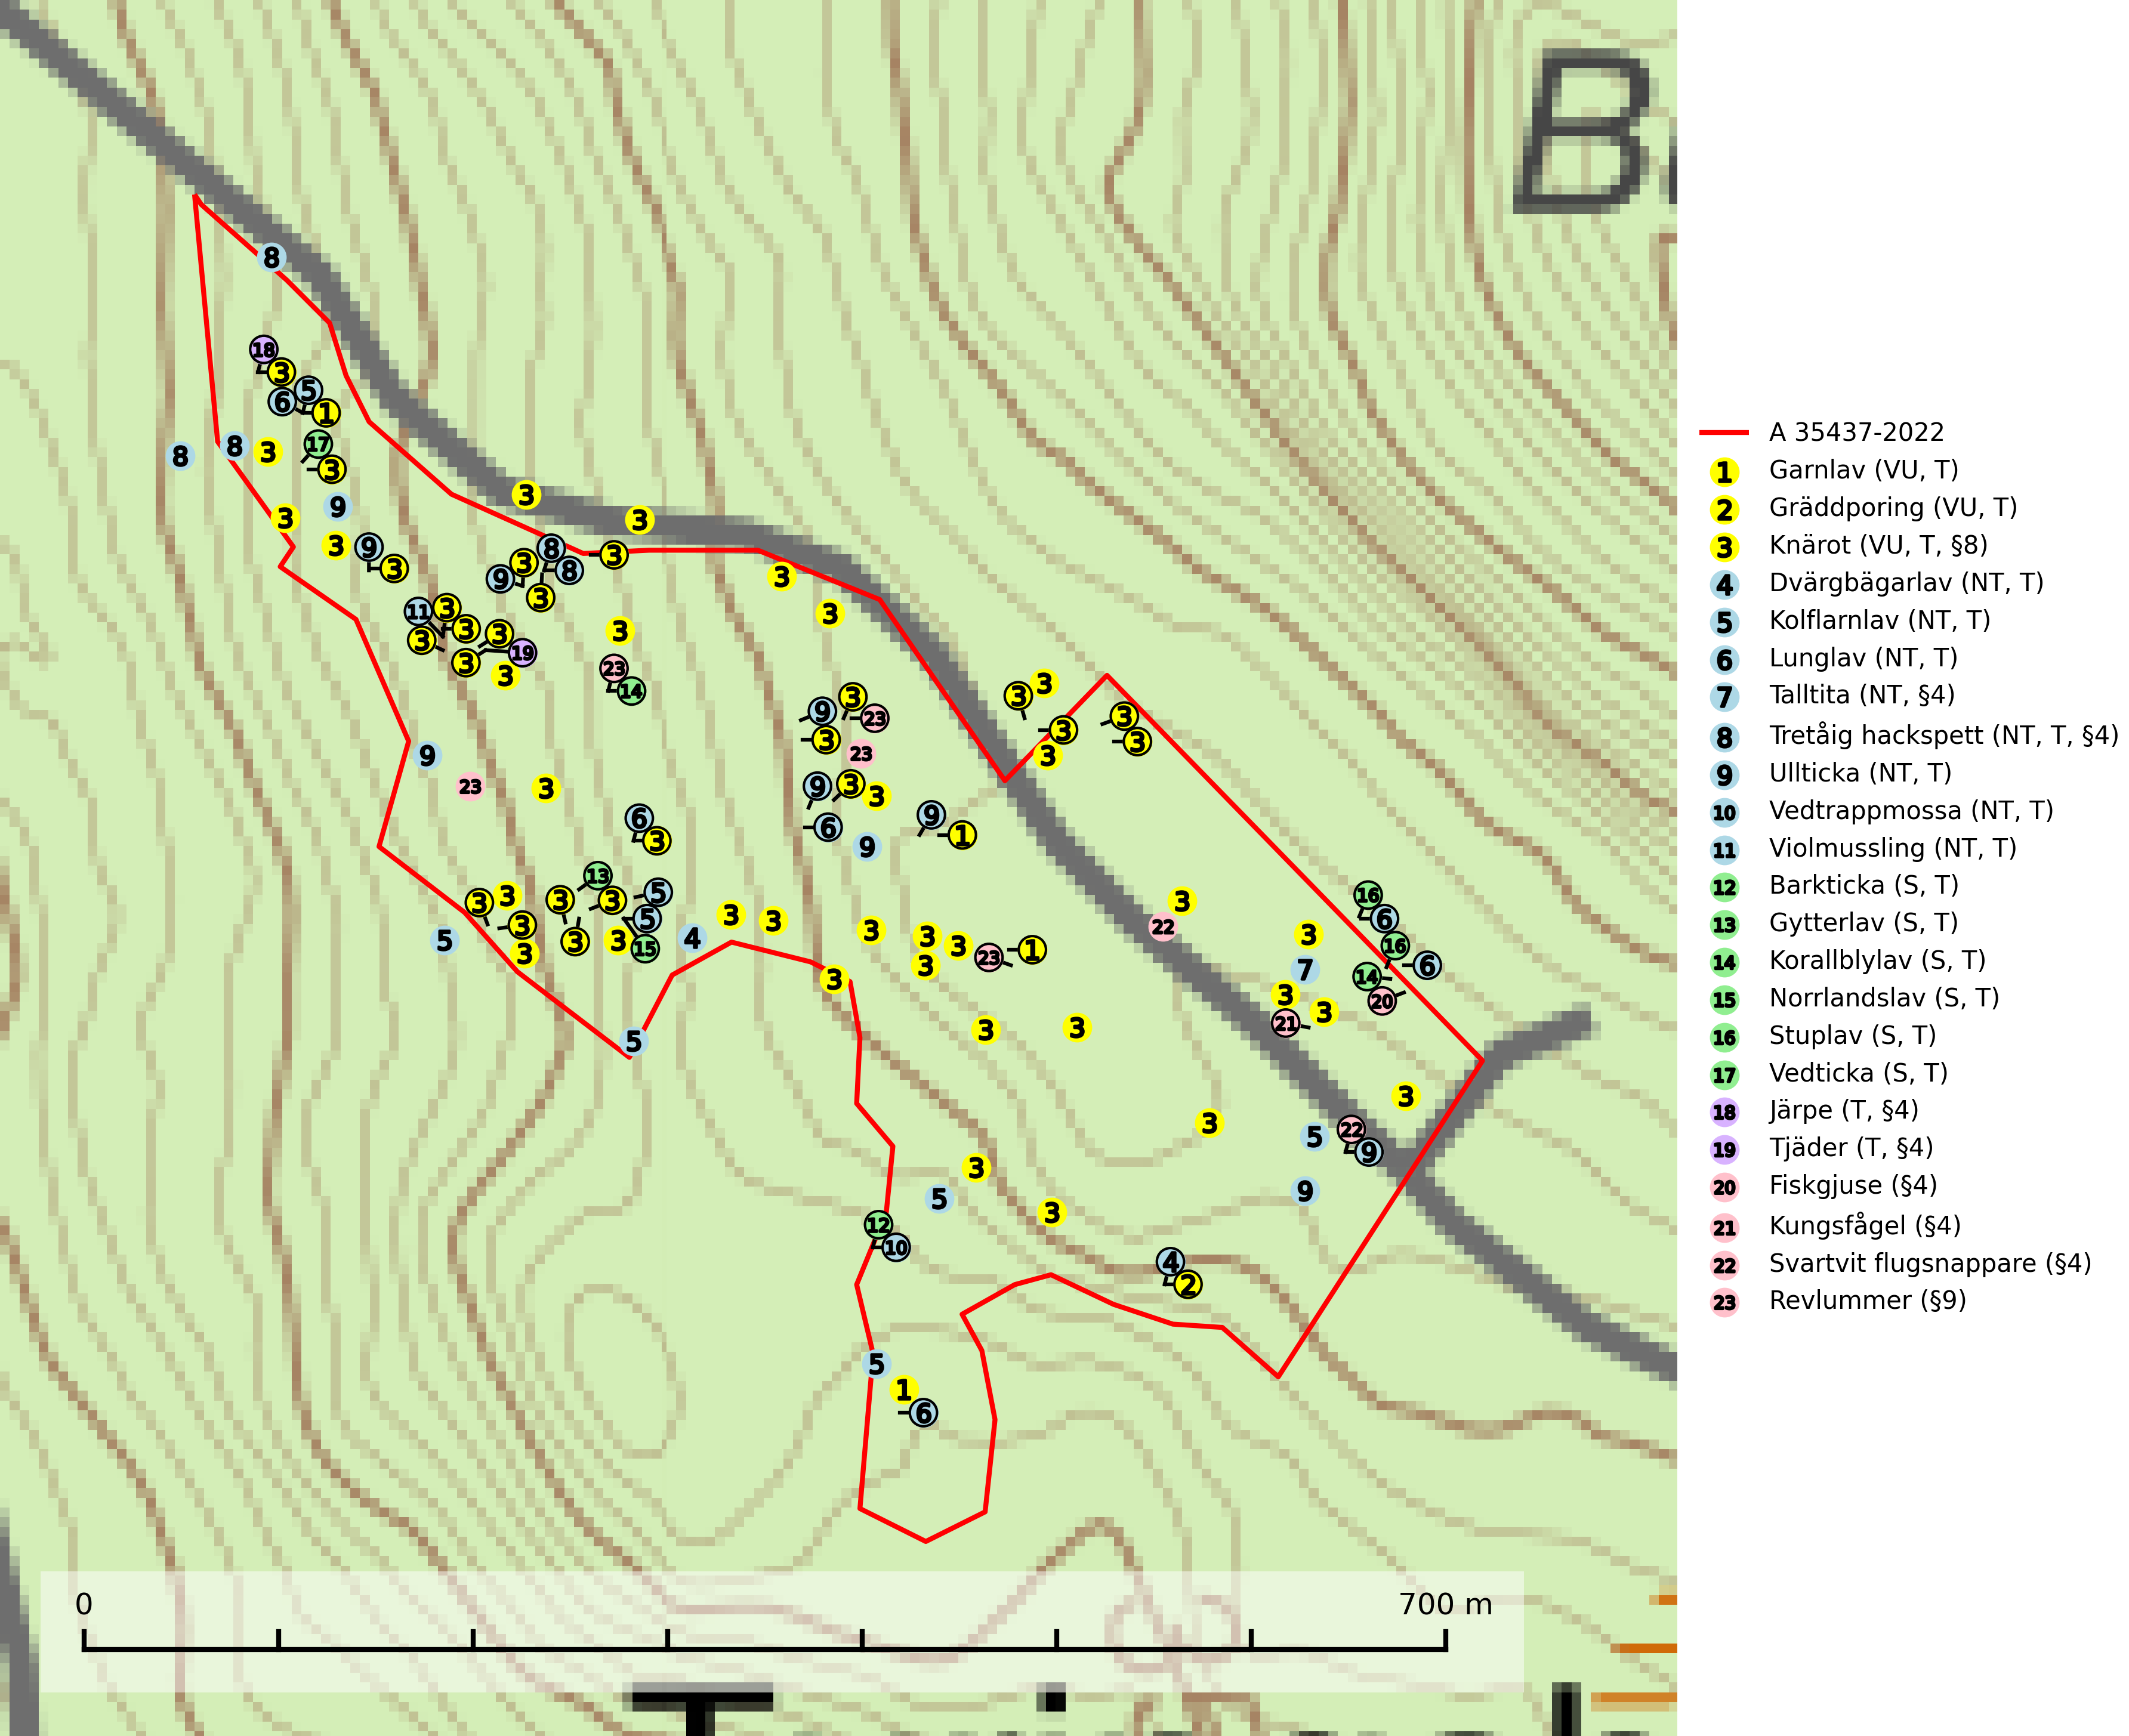 B
A 35437-2022
1 Garnlav (VU, T)
2 Gräddporing (VU, T)
3 Knärot (VU, T, §8)
4 Dvärgbägarlav (NT, T)
5 Kolflarnlav (NT, T)
6 Lunglav (NT, T)
7 Talltita (NT, §4)
8 Tretåig hackspett (NT, T, §4)
9 Ullticka (NT, T)
10 Vedtrappmossa (NT, T)
11 Violmussling (NT, T)
12 Barkticka (S, T)
13 Gytterlav (S, T)
14 Korallblylav (S, T)
15 Norrlandslav (S, T)
16 Stuplav (S, T)
17 Vedticka (S, T)
18 Järpe (T, §4)
19 Tjäder (T, §4)
20 Fiskgjuse (§4)
21 Kungsfågel (§4)
22 Svartvit flugsnappare (§4)
23 Revlummer (§9)
0 700 m